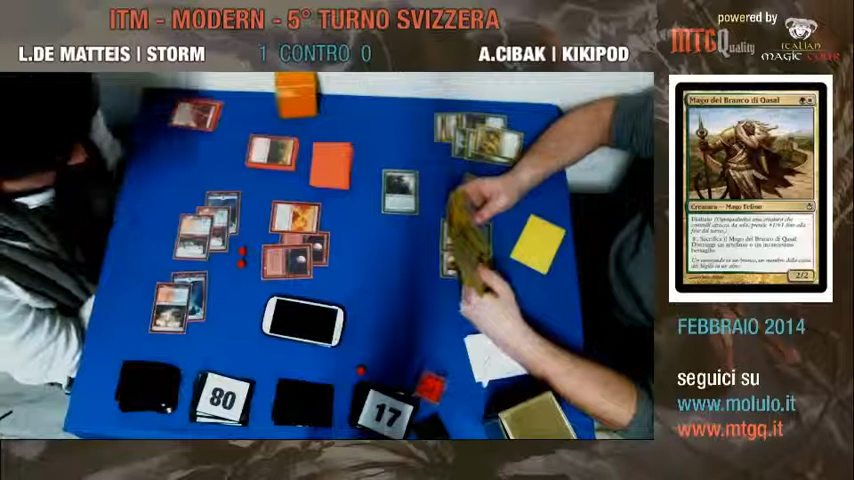 ITM - MODERN - 5° TURNO SVIZZERA
powered by
MTGQuality
ITALIAN
MAGIC TOUR
L.DE MATTEIS | STORM
1 CONTRO 0
A.CIBAK | KIKIPOD
Mago del Branco di Qasal
Creatura - Mago Felino
2/2
80
17
FEBBRAIO 2014
seguici su
www.molulo.it
www.mtgq.it